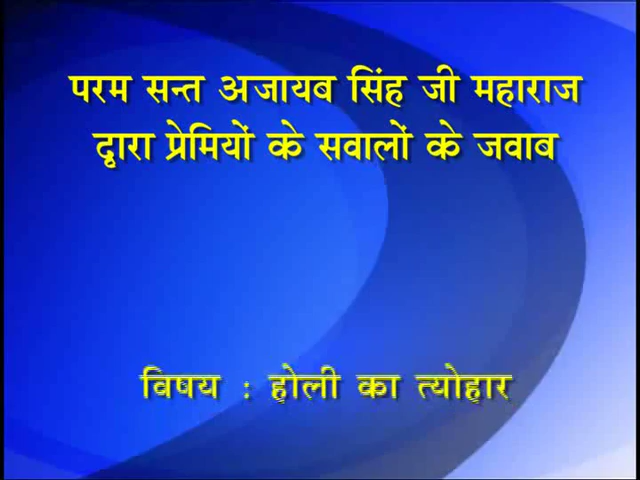 परम सन्त अजायब सिंह जी महाराज
द्वारा प्रेमियों के सवालों के जवाब
विषय : होली का त्योहार